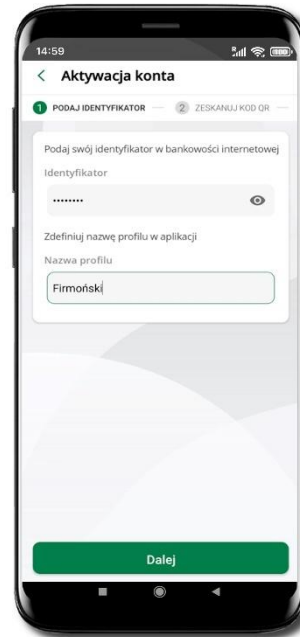 14:59
Aktywacja konta
1 PODAJ IDENTYFIKATOR 2 ZESKANUJ KOD QR
Podaj swój identyfikator w bankowości internetowej
Identyfikator
••••••••
Zdefiniuj nazwę profilu w aplikacji
Nazwa profilu
Firmoński
Dalej